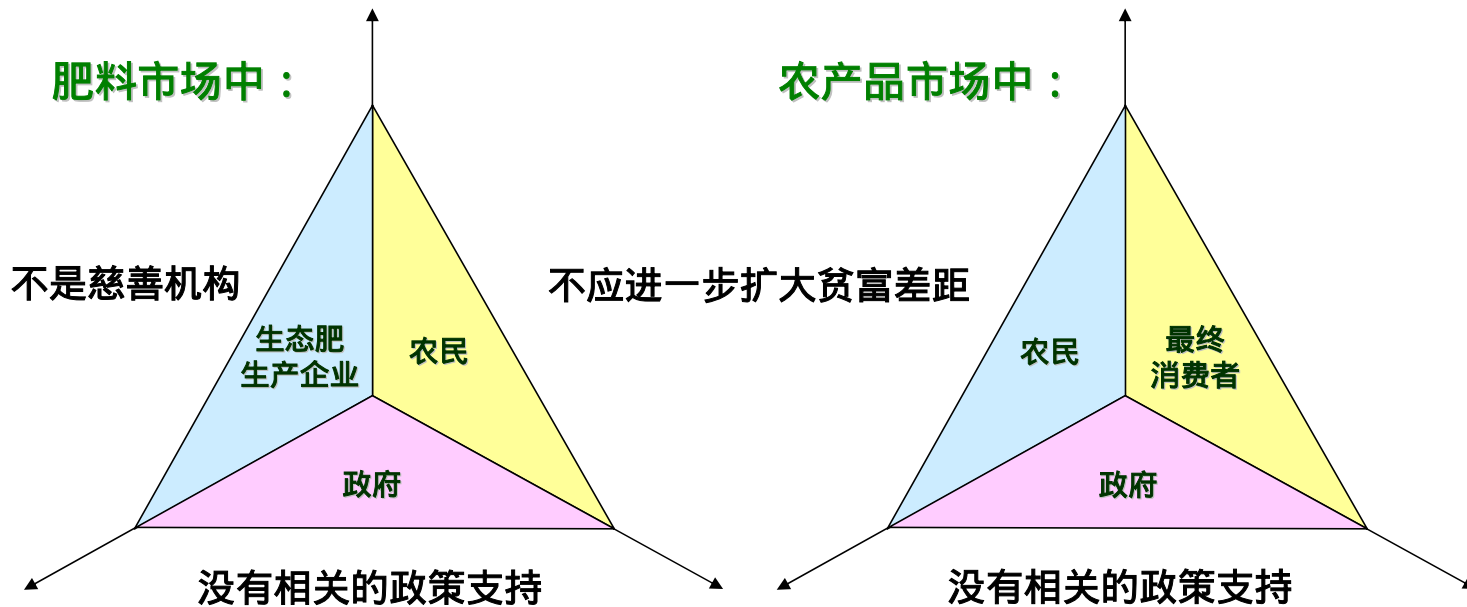 肥料市场中：
农产品市场中：
不是慈善机构
不应进一步扩大贫富差距
生态肥
生产企业
农民
农民
最终
消费者
政府
政府
没有相关的政策支持
没有相关的政策支持